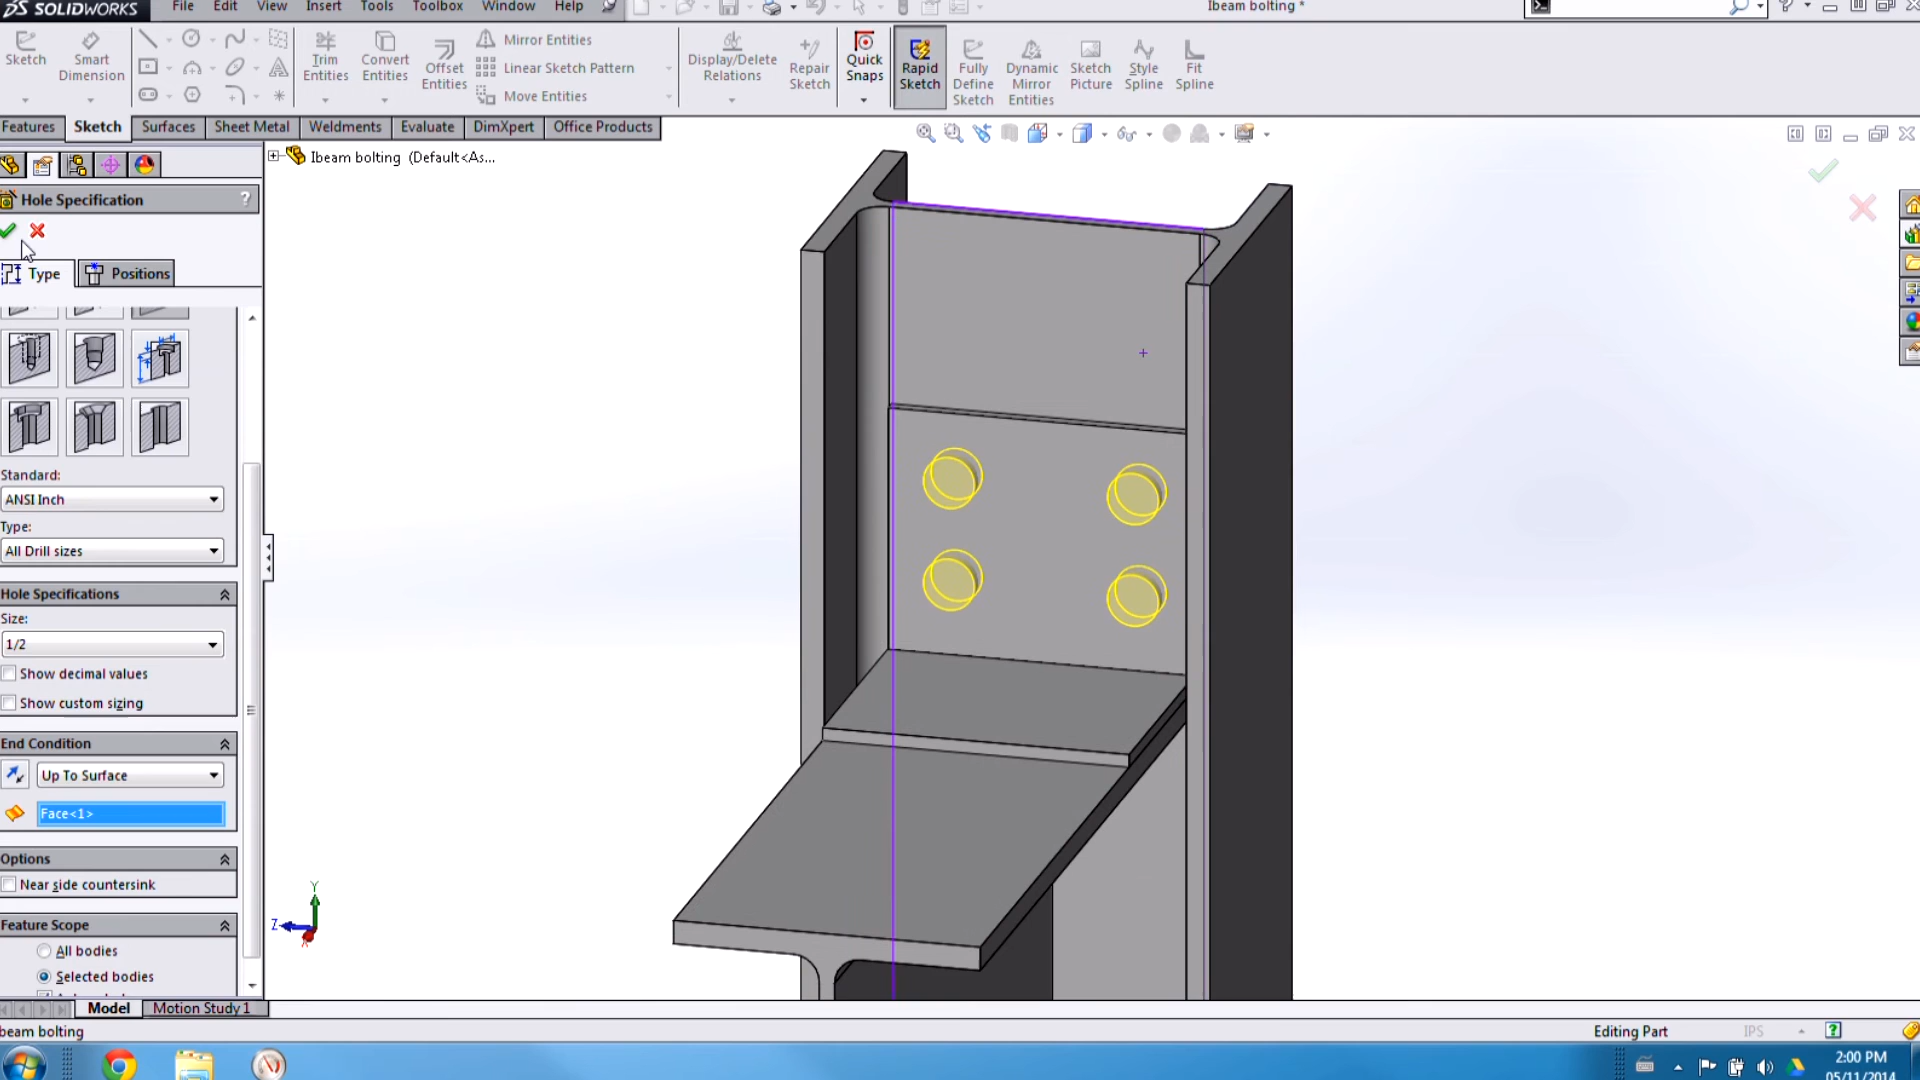 SOLIDWORKS
File Edit View Insert Tools Toolbox Window Help
Ibeam bolting *
Sketch
Smart Dimension
Trim Entities
Convert Entities
Offset Entities
Mirror Entities
Linear Sketch Pattern
Move Entities
Display/Delete Relations
Repair Sketch
Quick Snaps
Rapid Sketch
Fully Define Sketch
Dynamic Mirror Entities
Sketch Picture
Style Spline
Fit Spline
Features Sketch Surfaces Sheet Metal Weldments Evaluate DimXpert Office Products
Ibeam bolting (Default<As...
Hole Specification ?
Type Positions
Standard:
ANSI Inch
Type:
All Drill sizes
Hole Specifications
Size:
1/2
Show decimal values
Show custom sizing
End Condition
Up To Surface
Face<1>
Options
Near side countersink
Feature Scope
All bodies
Selected bodies
Y
Z
X
Model Motion Study 1
beam bolting
Editing Part IPS
2:00 PM
05/11/2014